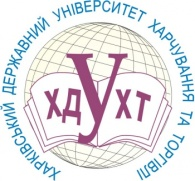 ХАРКІВСЬКИЙ ДЕРЖАВНИЙ УНІВЕРСИТЕТ ХАРЧУВАННЯ ТА ТОРГІВЛІ
ХДУХТ